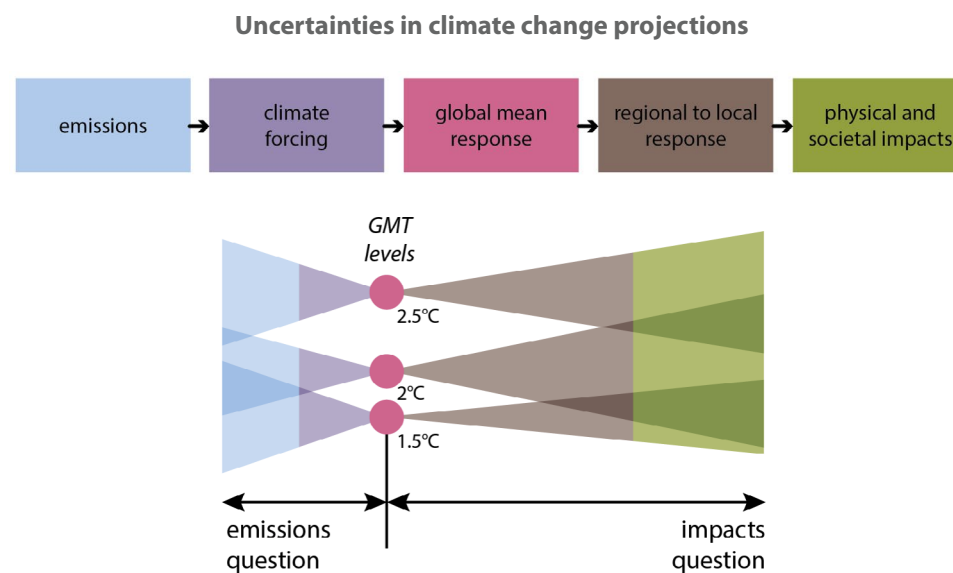 Uncertainties in climate change projections
emissions
climate
forcing
global mean
response
regional to local
response
physical and
societal impacts
GMT
levels
2.5°C
2°C
1.5°C
emissions
question
impacts
question